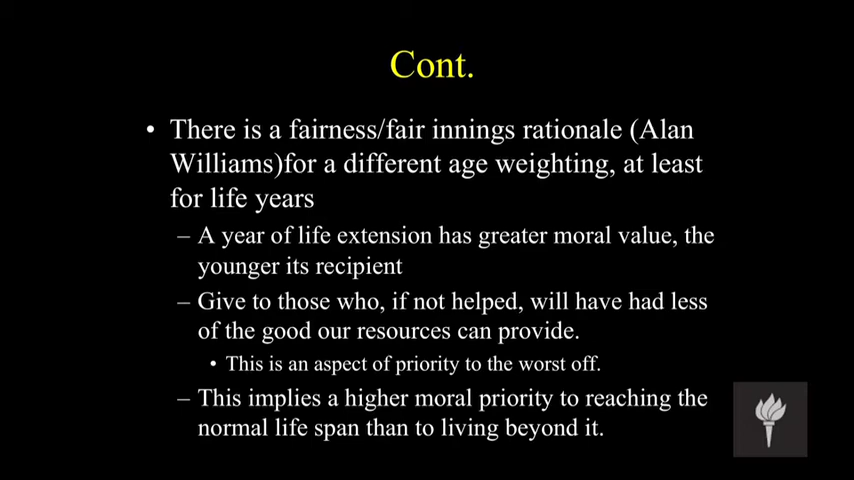 Cont.
• There is a fairness/fair innings rationale (Alan
Williams)for a different age weighting, at least
for life years
– A year of life extension has greater moral value, the
younger its recipient
– Give to those who, if not helped, will have had less
of the good our resources can provide.
• This is an aspect of priority to the worst off.
– This implies a higher moral priority to reaching the
normal life span than to living beyond it.